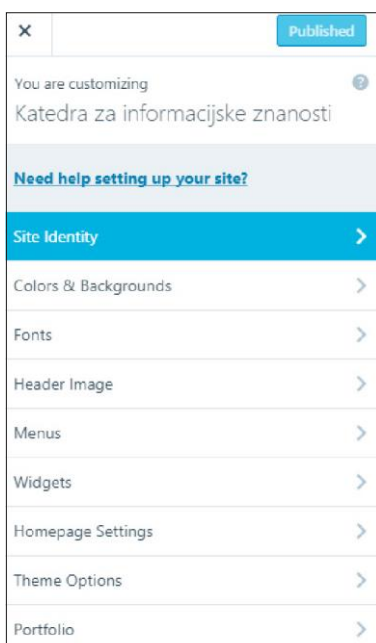 Published
You are customizing
Katedra za informacijske znanosti
Need help setting up your site?
Site Identity
Colors & Backgrounds
Fonts
Header Image
Menus
Widgets
Homepage Settings
Theme Options
Portfolio